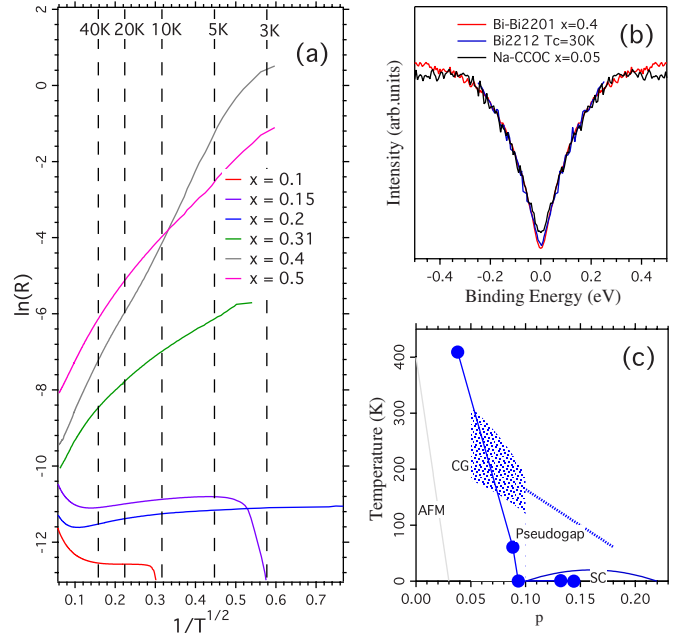 40K 20K 10K 5K 3K
(a)
0
-2
-4
-6
-8
-10
-12
ln(R)
x = 0.1
x = 0.15
x = 0.2
x = 0.31
x = 0.4
x = 0.5
0.1 0.2 0.3 0.4 0.5 0.6 0.7
1/T^1/2
Bi-Bi2201 x=0.4
Bi2212 Tc=30K
Na-CCOC x=0.05
(b)
Intensity (arb.units)
-0.4 -0.2 0.0 0.2 0.4
Binding Energy (eV)
(c)
400
300
200
100
0
Temperature (K)
CG
AFM
Pseudogap
SC
0.00 0.05 0.10 0.15 0.20
p